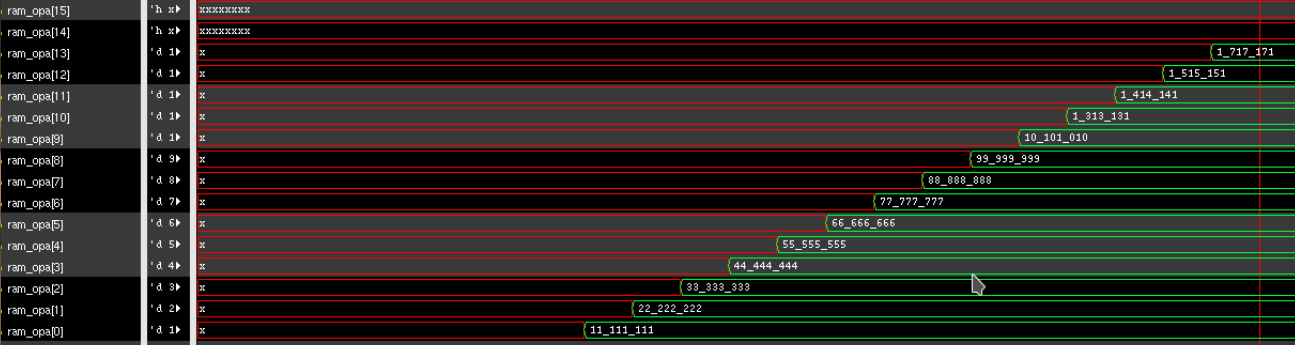 ram_opa[15] 'h x xxxxxxxx
ram_opa[14] 'h x xxxxxxxx
ram_opa[13] 'd 1 x 1_717_171
ram_opa[12] 'd 1 x 1_515_151
ram_opa[11] 'd 1 x 1_414_141
ram_opa[10] 'd 1 x 1_313_131
ram_opa[9] 'd 1 x 10_101_010
ram_opa[8] 'd 9 x 99_999_999
ram_opa[7] 'd 8 x 88_888_888
ram_opa[6] 'd 7 x 77_777_777
ram_opa[5] 'd 6 x 66_666_666
ram_opa[4] 'd 5 x 55_555_555
ram_opa[3] 'd 4 x 44_444_444
ram_opa[2] 'd 3 x 33_333_333
ram_opa[1] 'd 2 x 22_222_222
ram_opa[0] 'd 1 x 11_111_111